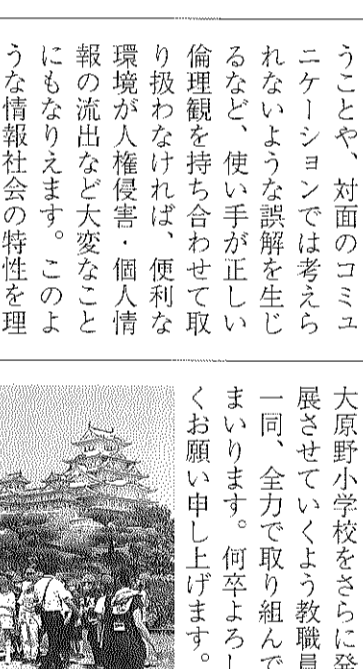 うことや、対面のコミュ
ニケーションでは考えら
れないような誤解を生じ
るなど、使い手が正しい
倫理観を持ち合わせて取
り扱わなければ、便利な
環境が人権侵害・個人情
報の流出など大変なこと
にもなりえます。このよ
うな情報社会の特性を理
大原野小学校をさらに発
展させていくよう教職員
一同、全力で取り組んで
まいります。何卒よろし
くお願い申し上げます。